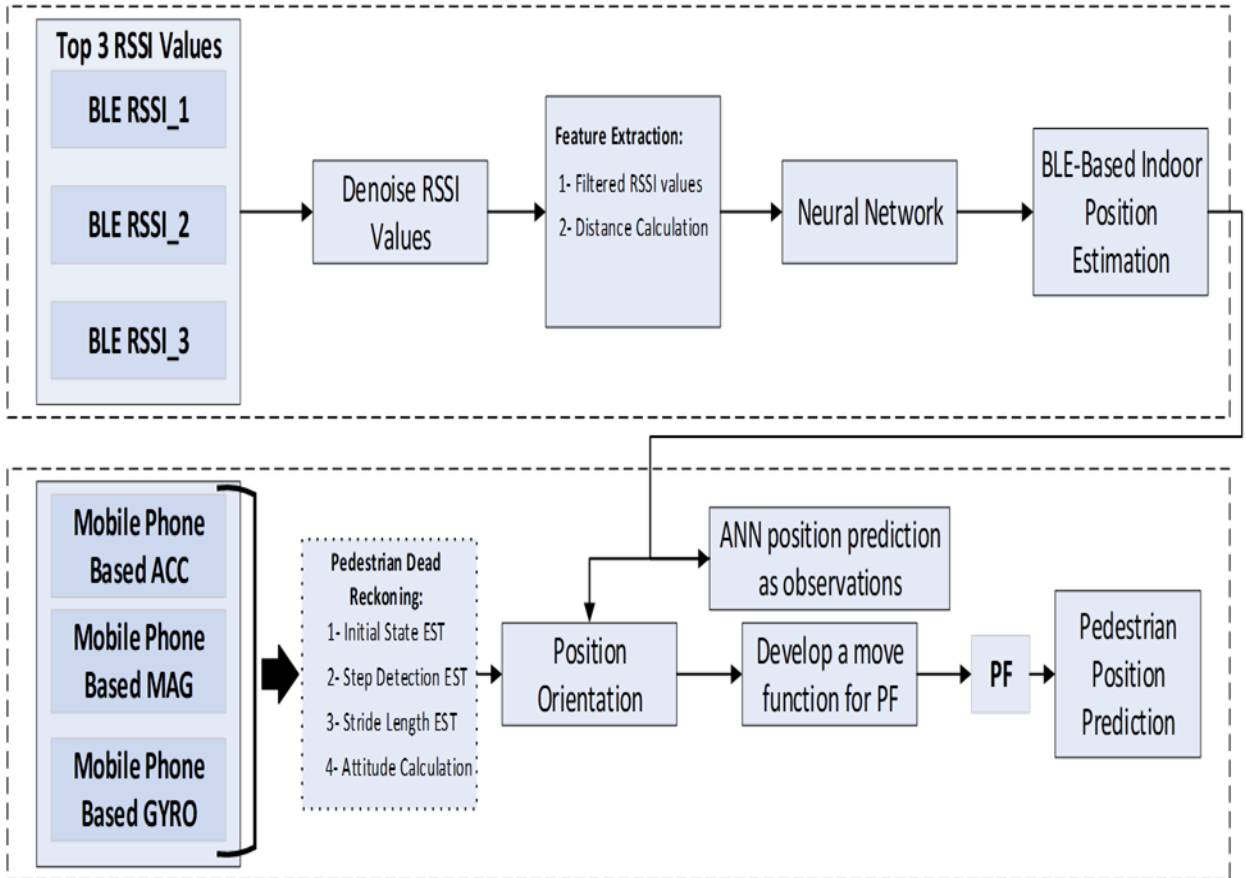 Top 3 RSSI Values
BLE RSSI_1
BLE RSSI_2
BLE RSSI_3
Denoise RSSI
Values
Feature Extraction:
1- Filtered RSSI values
2- Distance Calculation
Neural Network
BLE-Based Indoor
Position
Estimation
Mobile Phone
Based ACC
Mobile Phone
Based MAG
Mobile Phone
Based GYRO
Pedestrian Dead
Reckoning:
1- Initial State EST
2- Step Detection EST
3- Stride Length EST
4- Attitude Calculation
Position
Orientation
ANN position prediction
as observations
Develop a move
function for PF
PF
Pedestrian
Position
Prediction